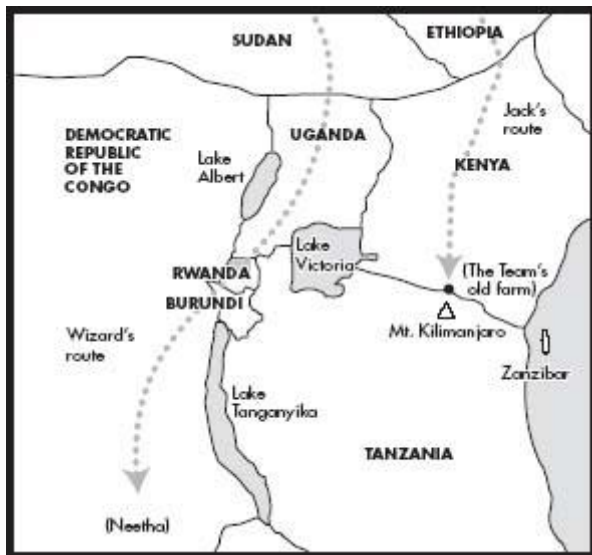 SUDAN
ETHIOPIA
Jack's
route
DEMOCRATIC
REPUBLIC
OF THE
CONGO
UGANDA
Lake
Albert
KENYA
Lake
Victoria
RWANDA
(The Team's
old farm)
BURUNDI
Mt. Kilimanjaro
Wizard's
route
Zanzibar
Lake
Tanganyika
TANZANIA
(Neetha)